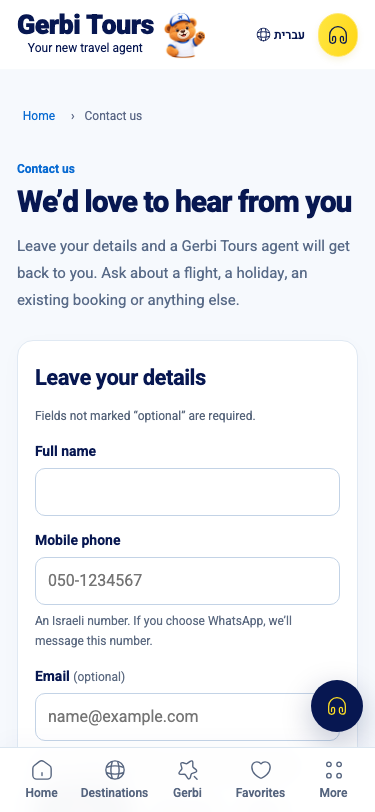 Gerbi Tours
Your new travel agent
עברית
Home › Contact us
Contact us
We’d love to hear from you
Leave your details and a Gerbi Tours agent will get
back to you. Ask about a flight, a holiday, an
existing booking or anything else.
Leave your details
Fields not marked “optional” are required.
Full name
Mobile phone
050-1234567
An Israeli number. If you choose WhatsApp, we’ll
message this number.
Email (optional)
name@example.com
Home Destinations Gerbi Favorites More